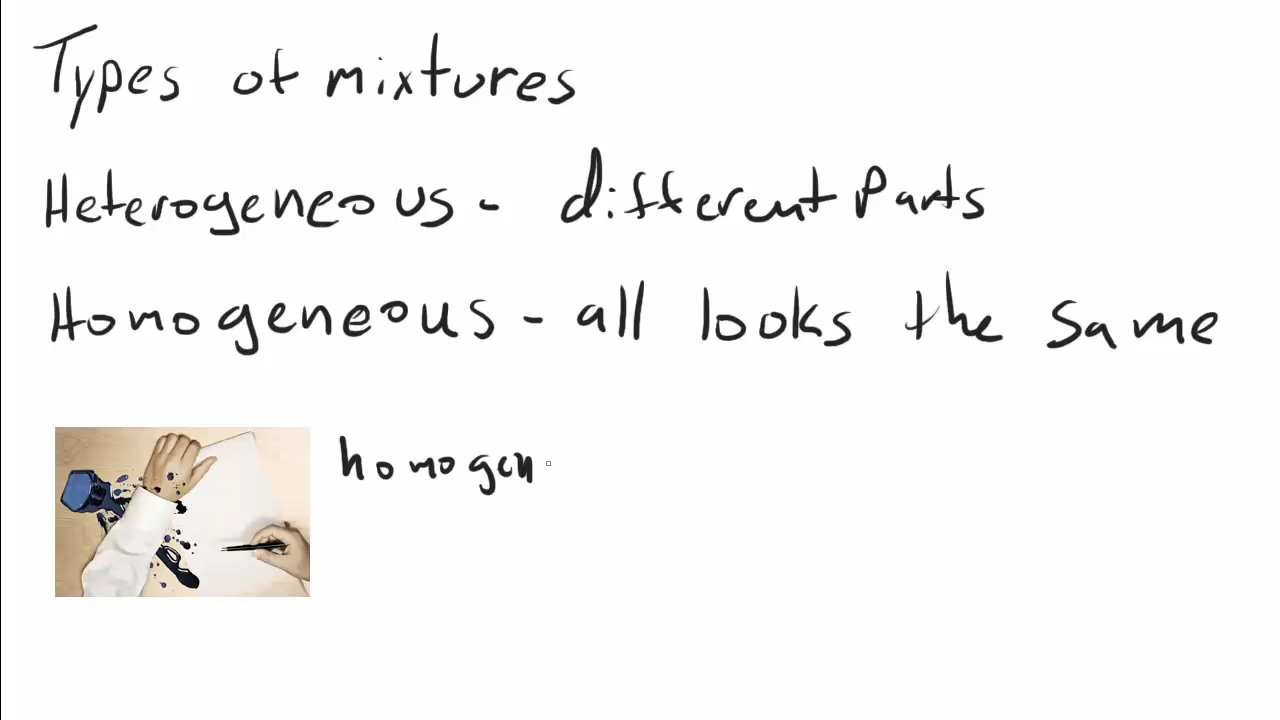 Types of mixtures
Heterogeneous - different Parts
Homogeneous - all looks the same
homogen